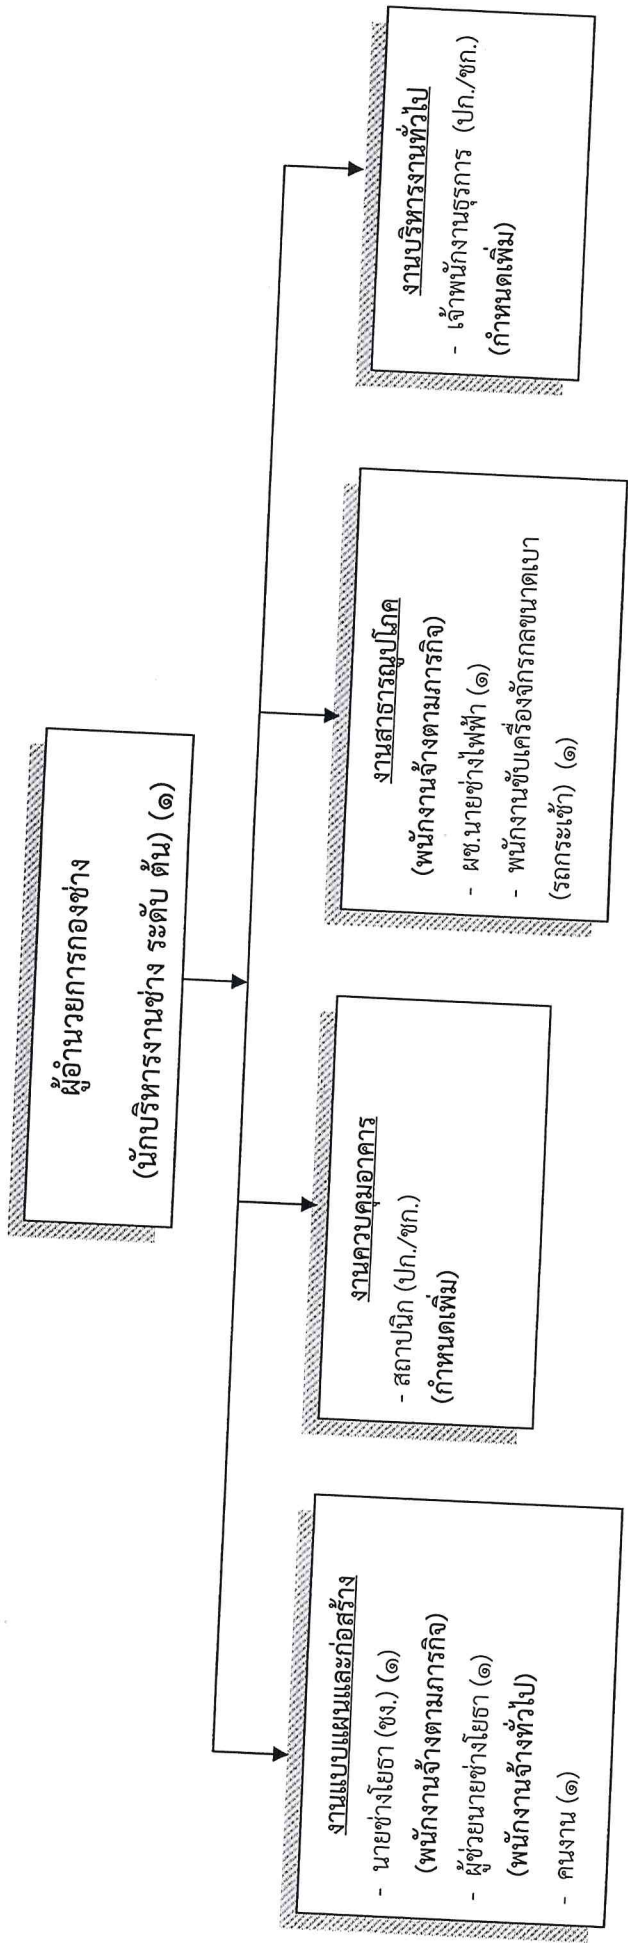 ผู้อำนวยการกองช่าง
(นักบริหารงานช่าง ระดับ ต้น) (๑)
งานแบบแผนและก่อสร้าง
- นายช่างโยธา (ชง.) (๑)
(พนักงานจ้างตามภารกิจ)
- ผู้ช่วยนายช่างโยธา (๑)
(พนักงานจ้างทั่วไป)
- คนงาน (๑)
งานควบคุมอาคาร
- สถาปนิก (ปก./ชก.)
(กำหนดเพิ่ม)
งานสาธารณูปโภค
(พนักงานจ้างตามภารกิจ)
- ผช.นายช่างไฟฟ้า (๑)
- พนักงานขับเครื่องจักรกลขนาดเบา
(รถกระเช้า) (๑)
งานบริหารงานทั่วไป
- เจ้าพนักงานธุรการ (ปก./ชก.)
(กำหนดเพิ่ม)